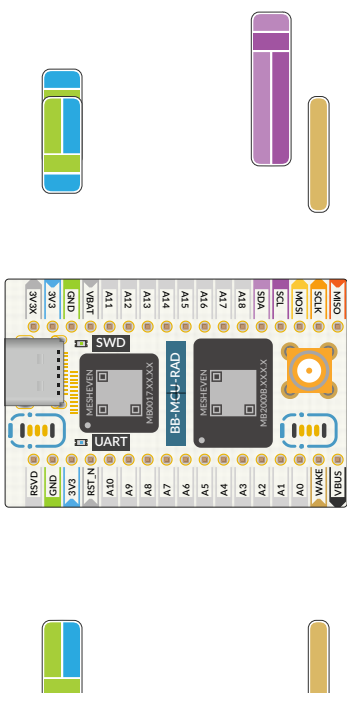 3V3X
3V3
GND
VBAT
A11
A12
A13
A14
A15
A16
A17
A18
SDA
SCL
MOSI
SCLK
MISO
SWD
MESHEVEN
MB0017.XX.XX
BB-MCU-RAD
MESHEVEN
MB2000B.XX.X.X
UART
RSVD
GND
3V3
RST_N
A10
A9
A8
A7
A6
A5
A4
A3
A2
A1
A0
WAKE
VBUS